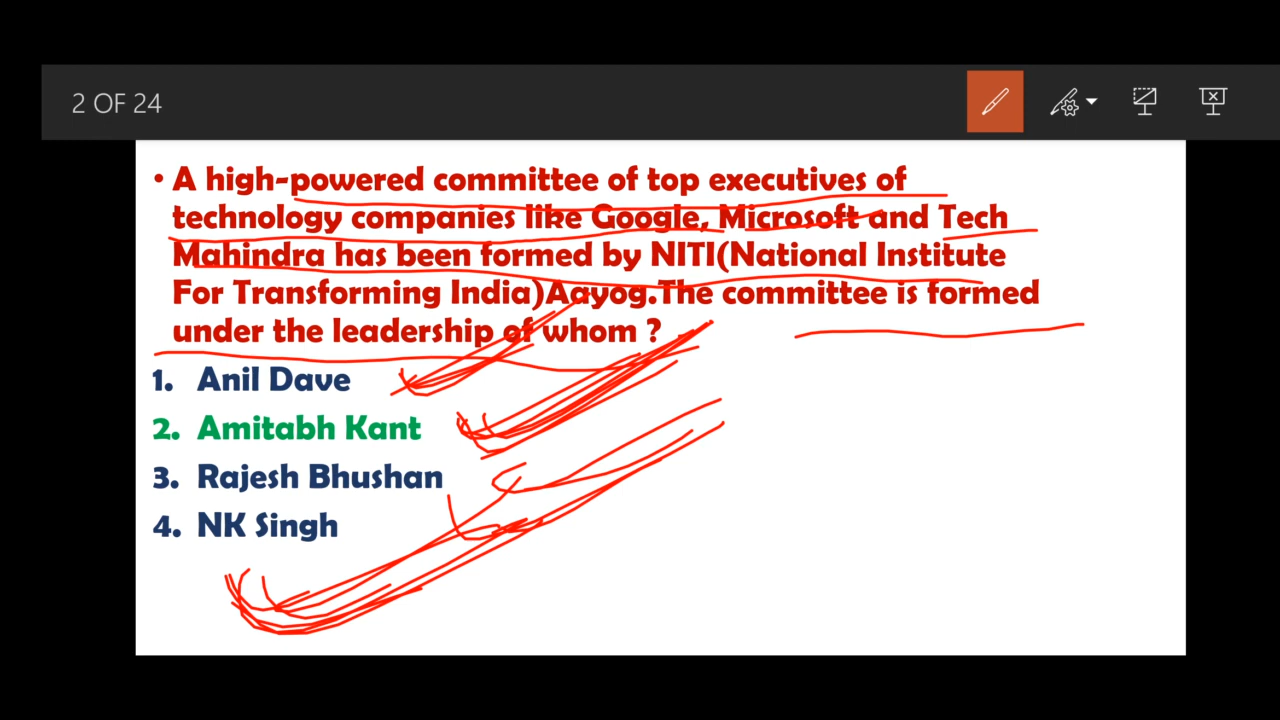 2 OF 24
• A high-powered committee of top executives of
technology companies like Google, Microsoft and Tech
Mahindra has been formed by NITI(National Institute
For Transforming India)Aayog.The committee is formed
under the leadership of whom ?
1. Anil Dave
2. Amitabh Kant
3. Rajesh Bhushan
4. NK Singh